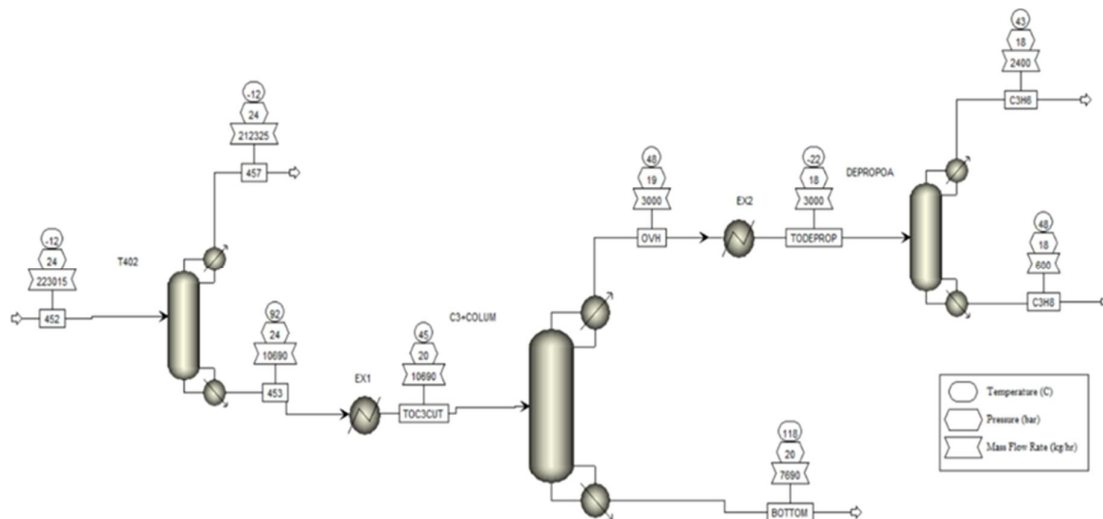 -12
24
223015
452
T402
-12
24
212325
457
92
24
10690
453
EX1
45
20
10690
TOC3CUT
C3+COLUM
48
19
3000
OVH
EX2
-22
18
3000
TODEPROP
DEPROPOA
43
18
2400
C3H6
48
18
600
C3H8
118
20
7690
BOTTOM
Temperature (C)
Pressure (bar)
Mass Flow Rate (kg/hr)